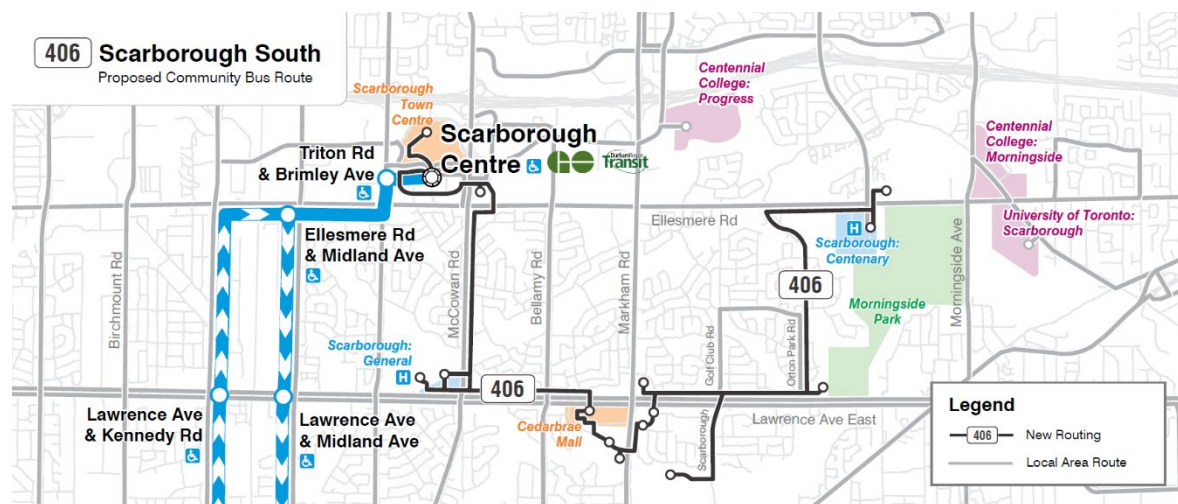 406 Scarborough South
Proposed Community Bus Route
Scarborough
Town
Centre
Centennial
College:
Progress
Scarborough
Centre
GO
Durham Region
Transit
Triton Rd
& Brimley Ave
Centennial
College:
Morningside
Ellesmere Rd
& Midland Ave
Ellesmere Rd
H
Scarborough:
Centenary
University of Toronto:
Scarborough
Birchmount Rd
McCowan Rd
Bellamy Rd
Markham Rd
406
Morningside Ave
Morningside
Park
Scarborough:
General
H
Golf Club Rd
Orton Park Rd
406
Lawrence Ave
& Kennedy Rd
Lawrence Ave
& Midland Ave
Cedarbrae
Mall
Scarborough
Lawrence Ave East
Legend
406 New Routing
Local Area Route